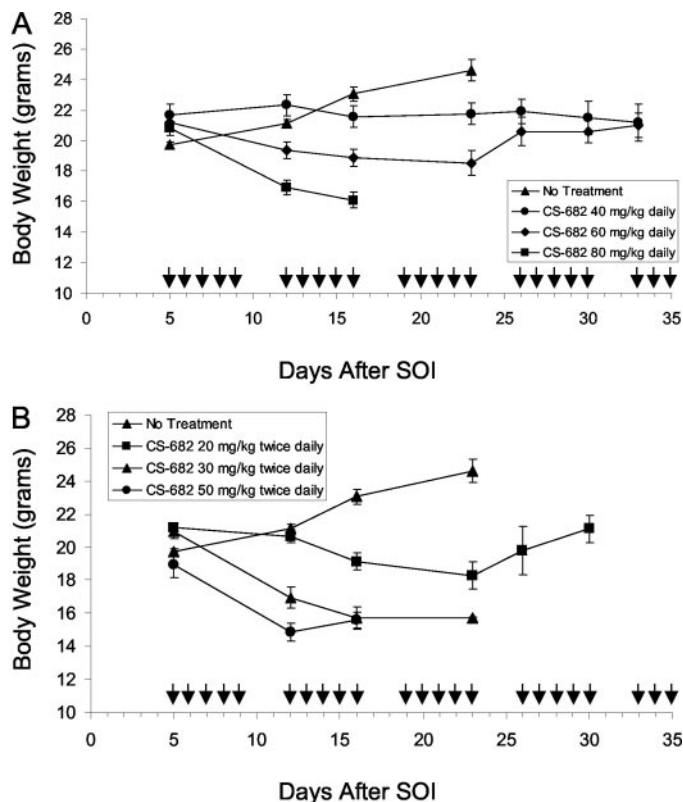 A
28
26
24
22
20
18
16
14
12
10
Body Weight (grams)
No Treatment
CS-682 40 mg/kg daily
CS-682 60 mg/kg daily
CS-682 80 mg/kg daily
0 5 10 15 20 25 30 35
Days After SOI
B
28
26
24
22
20
18
16
14
12
10
Body Weight (grams)
No Treatment
CS-682 20 mg/kg twice daily
CS-682 30 mg/kg twice daily
CS-682 50 mg/kg twice daily
0 5 10 15 20 25 30 35
Days After SOI